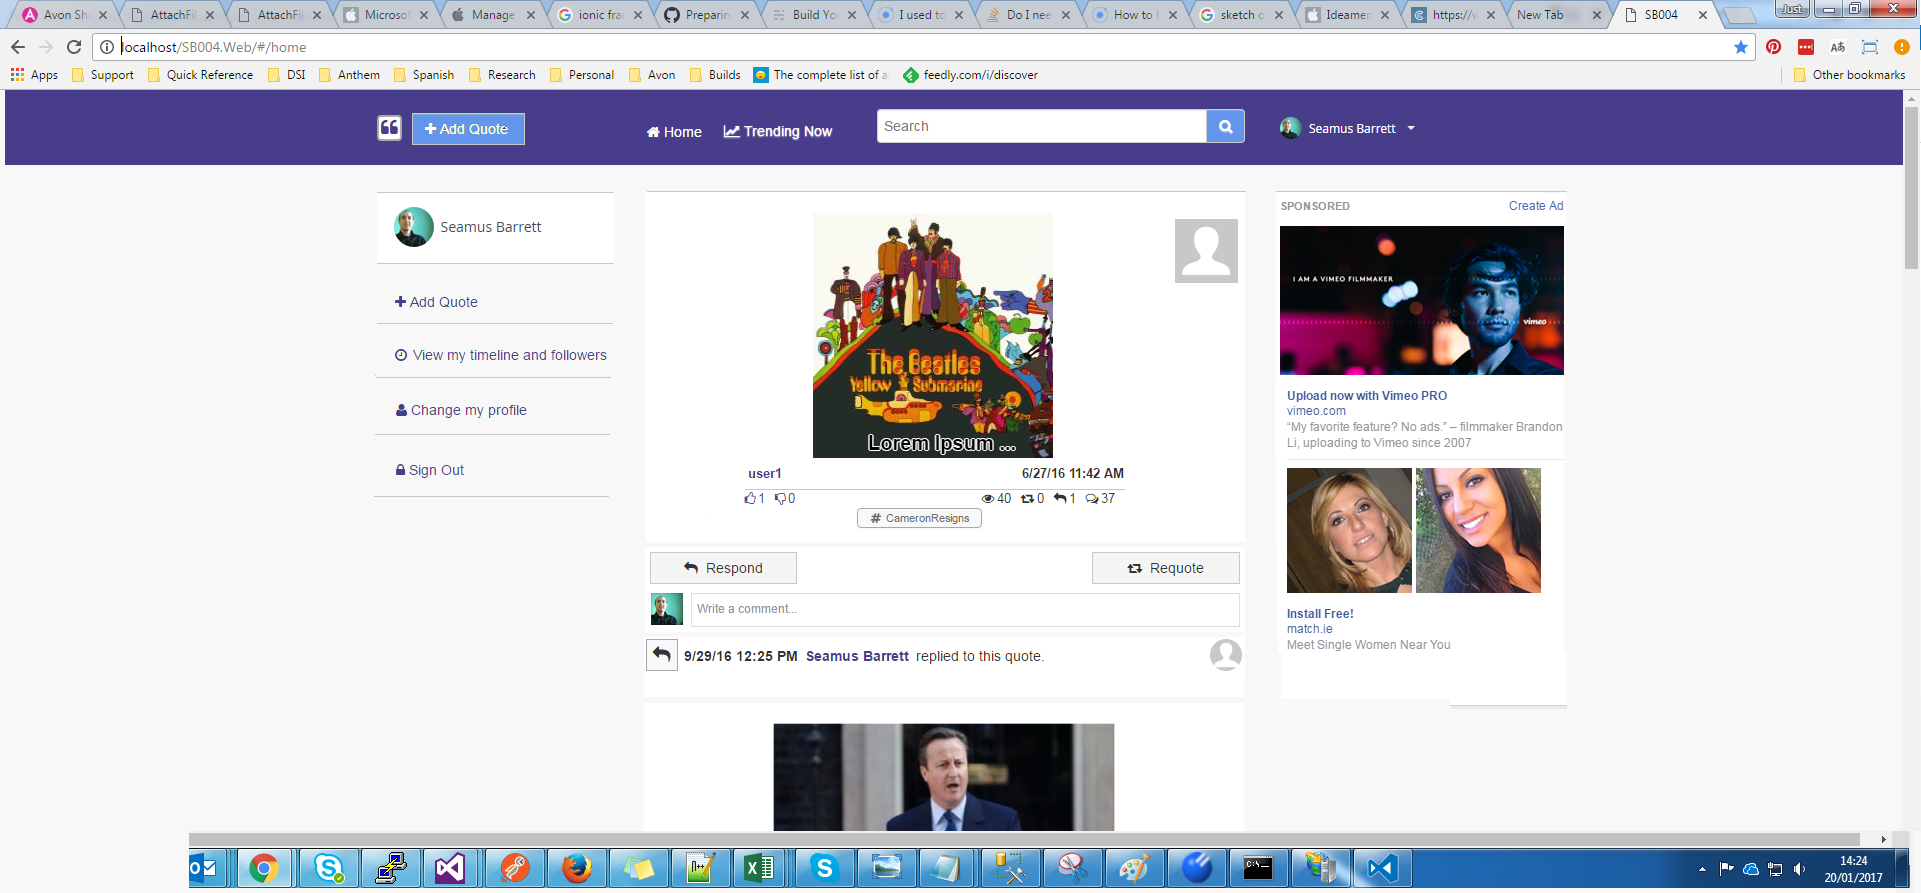 Avon Sh
AttachFil
AttachFil
Microsof
Manage
ionic fra
Preparin
Build Yo
I used to
Do I nee
How to
sketch o
Ideamen
https://w
New Tab
SB004
Just
localhost/SB004.Web/#/home
Apps
Support
Quick Reference
DSI
Anthem
Spanish
Research
Personal
Avon
Builds
The complete list of a
feedly.com/i/discover
Other bookmarks
Add Quote
Home
Trending Now
Search
Seamus Barrett
Seamus Barrett
Add Quote
View my timeline and followers
Change my profile
Sign Out
The Beatles
Yellow Submarine
Lorem Ipsum ...
user1
6/27/16 11:42 AM
1 0 40 0 1 37
# CameronResigns
Respond
Requote
Write a comment...
9/29/16 12:25 PM Seamus Barrett replied to this quote.
SPONSORED
Create Ad
I AM A VIMEO FILMMAKER
vimeo
Upload now with Vimeo PRO
vimeo.com
“My favorite feature? No ads.” – filmmaker Brandon
Li, uploading to Vimeo since 2007
Install Free!
match.ie
Meet Single Women Near You
14:24
20/01/2017